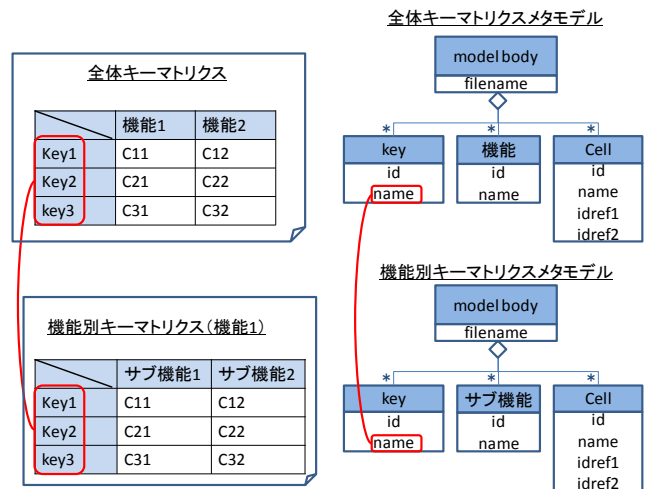 全体キーマトリクス
機能1 機能2
Key1 C11 C12
Key2 C21 C22
key3 C31 C32
機能別キーマトリクス（機能1）
サブ機能1 サブ機能2
Key1 C11 C12
Key2 C21 C22
key3 C31 C32
全体キーマトリクスメタモデル
model body
filename
* * *
key 機能 Cell
id id id
name name name
idref1
idref2
機能別キーマトリクスメタモデル
model body
filename
* * *
key サブ機能 Cell
id id id
name name name
idref1
idref2